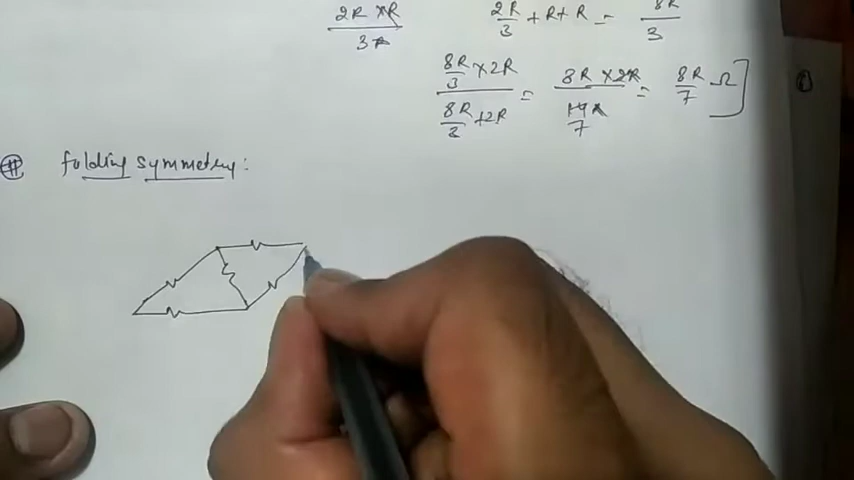 2R × R / 3R
2R/3 + R + R = 8R/3
(8R/3 × 2R) / (8R/3 + 2R) = 8R × 2R / 14R 7 = 8R/7 Ω ]
# folding symmetry: